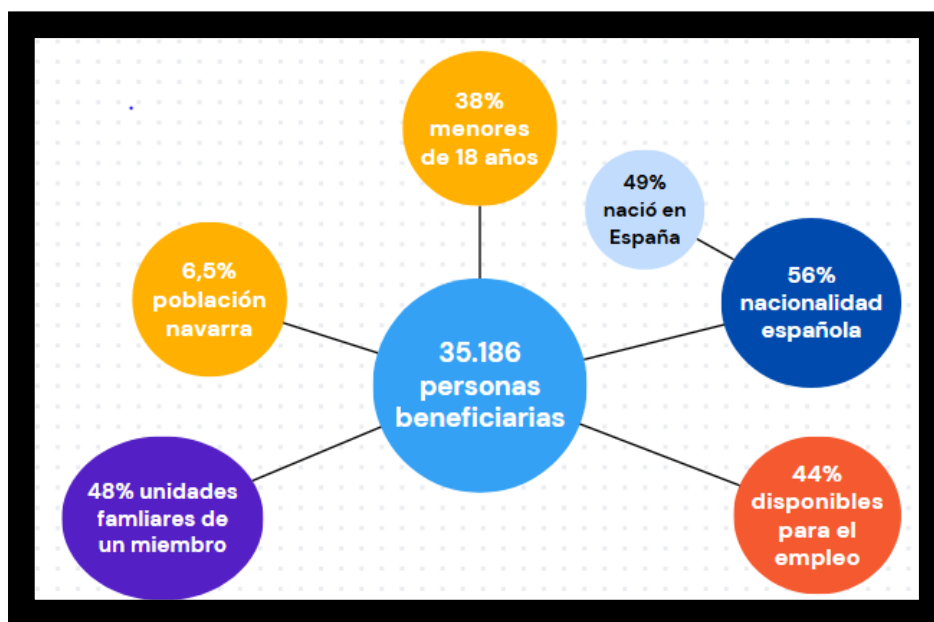 38%
menores
de 18 años
49%
nació en
España
6,5%
población
navarra
56%
nacionalidad
española
35.186
personas
beneficiarias
48% unidades
famliares de
un miembro
44%
disponibles
para el
empleo